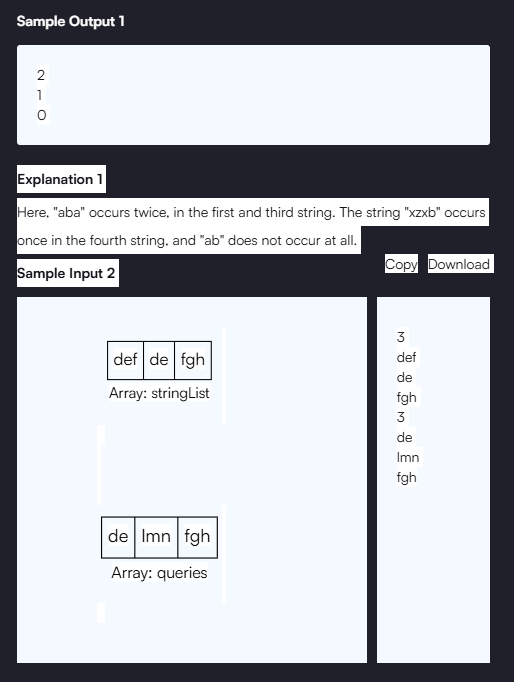 Sample Output 1
2
1
0
Explanation 1
Here, "aba" occurs twice, in the first and third string. The string "xzxb" occurs
once in the fourth string, and "ab" does not occur at all.
Copy Download
Sample Input 2
def de fgh
Array: stringList
de lmn fgh
Array: queries
3
def
de
fgh
3
de
lmn
fgh